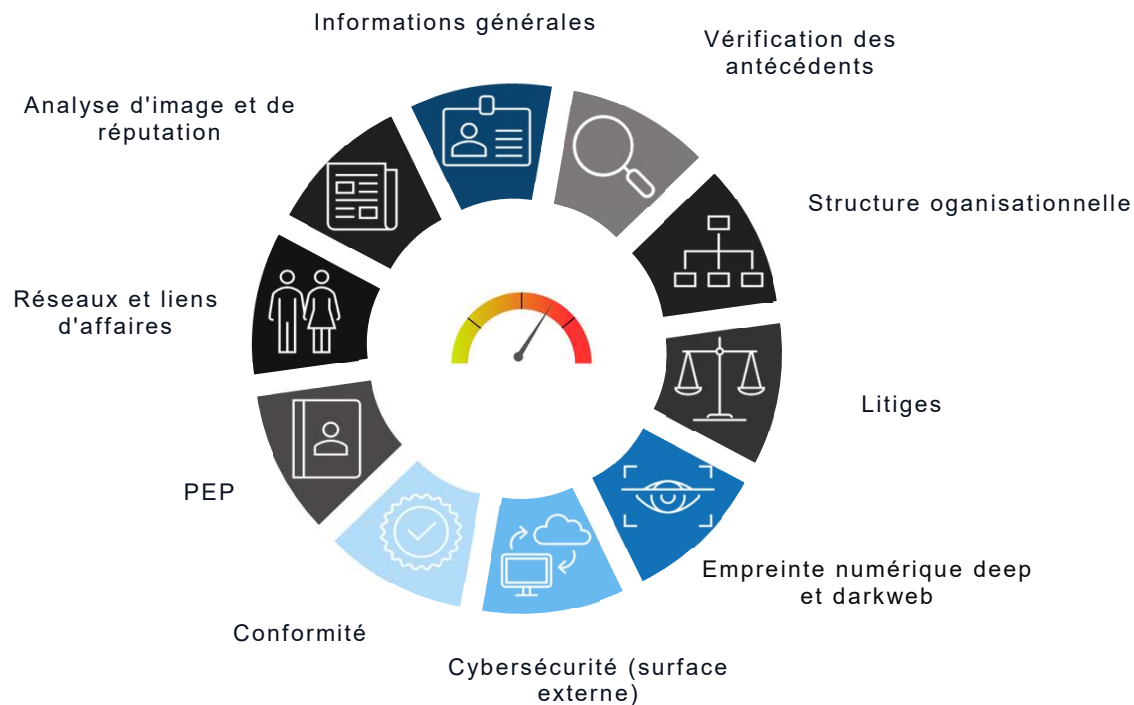 Informations générales
Vérification des
antécédents
Structure oganisationnelle
Litiges
Empreinte numérique deep
et darkweb
Cybersécurité (surface
externe)
Conformité
PEP
Réseaux et liens
d'affaires
Analyse d'image et de
réputation